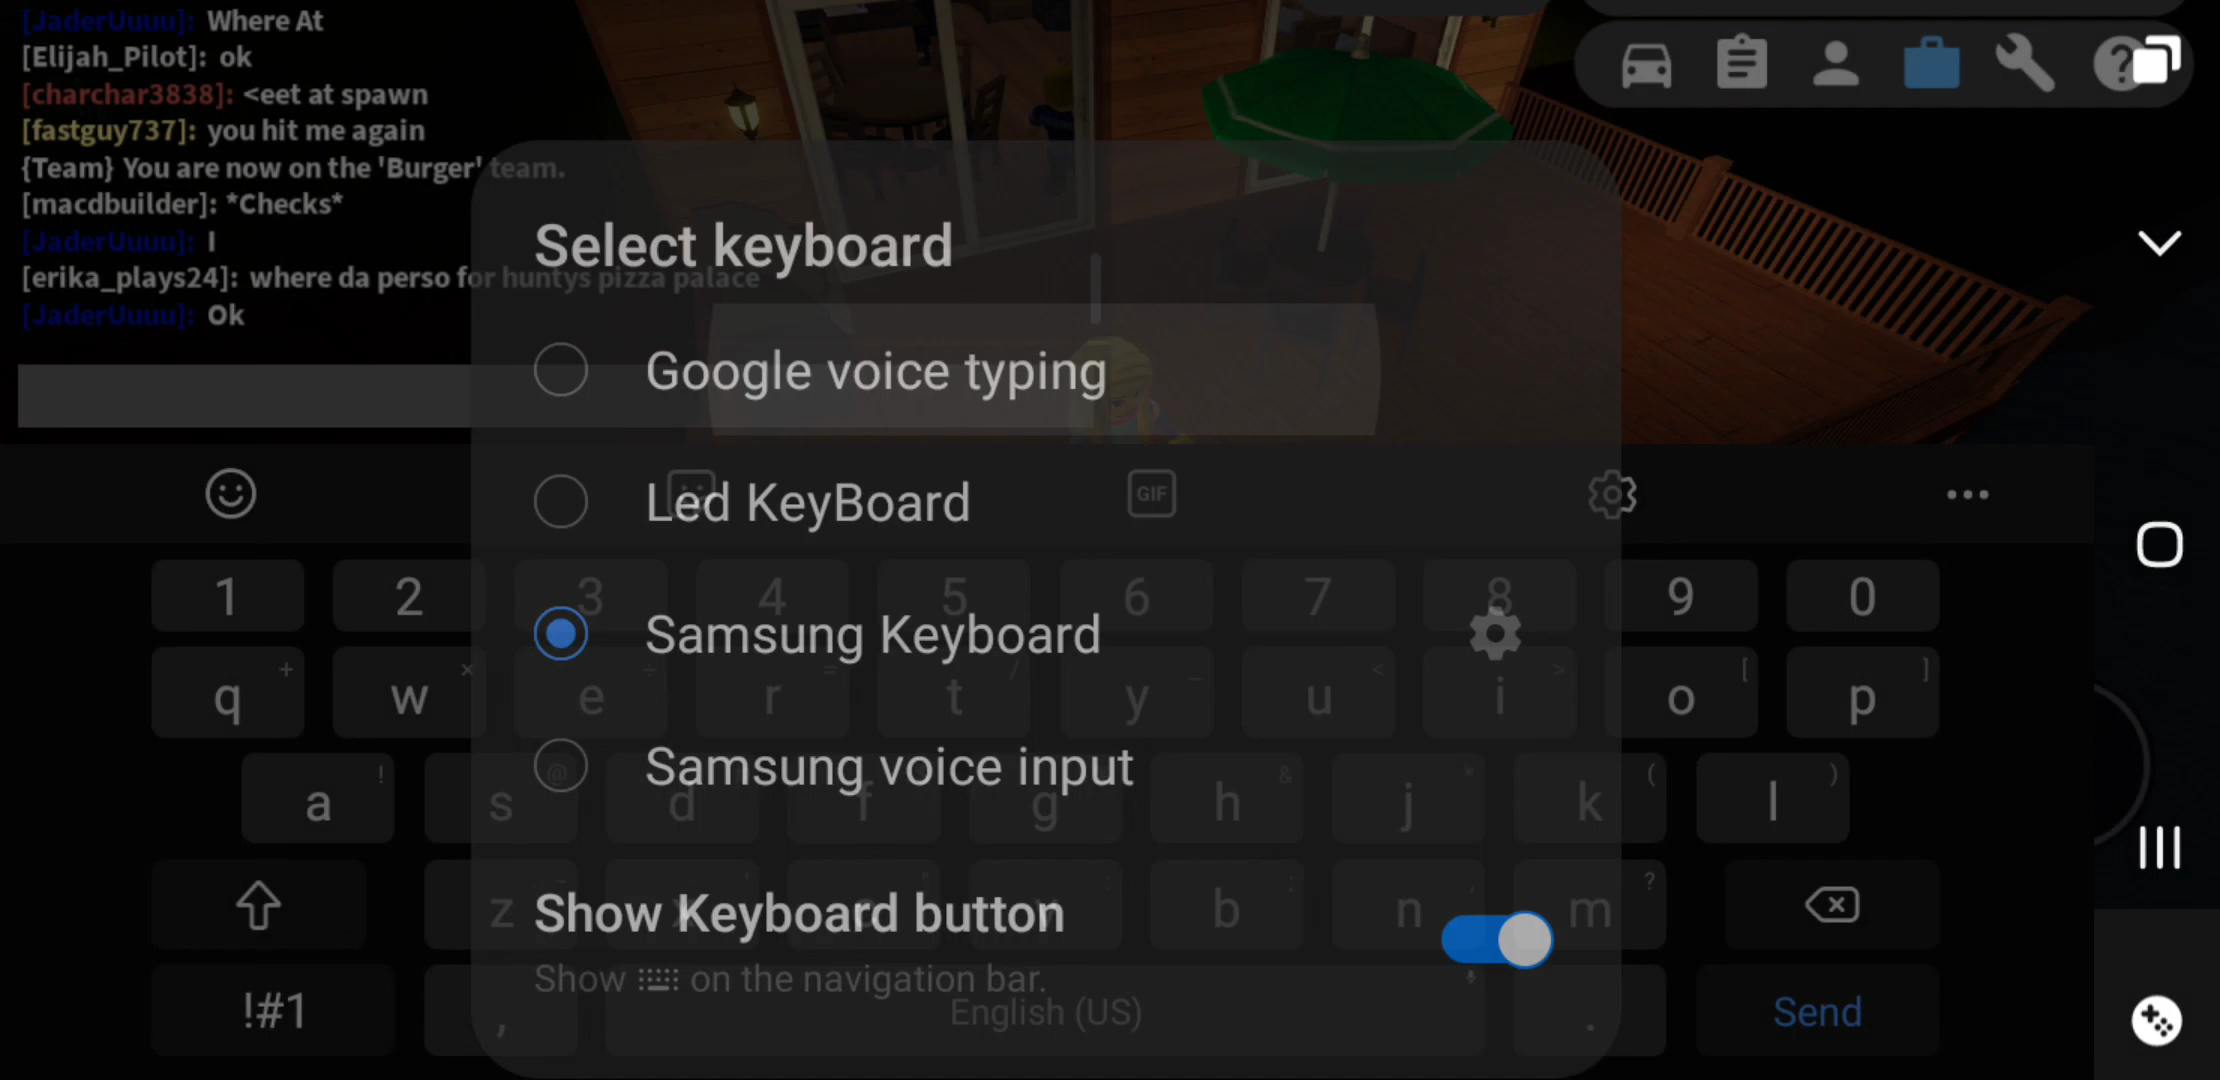 [JaderUuuu]: Where At
[Elijah_Pilot]: ok
[charchar3838]: <eet at spawn
[fastguy737]: you hit me again
{Team} You are now on the 'Burger' team.
[macdbuilder]: *Checks*
[JaderUuuu]: I
[erika_plays24]: where da perso for huntys pizza palace
[JaderUuuu]: Ok
Select keyboard
Google voice typing
Led KeyBoard
Samsung Keyboard
Samsung voice input
Show Keyboard button
Show on the navigation bar.
GIF
1 2 3 4 5 6 7 8 9 0
q + w × e ÷ r = t / y _ u < i > o [ p ]
a ! s @ d f g h & j * k ( l )
z b n m ?
!#1 , English (US) . Send